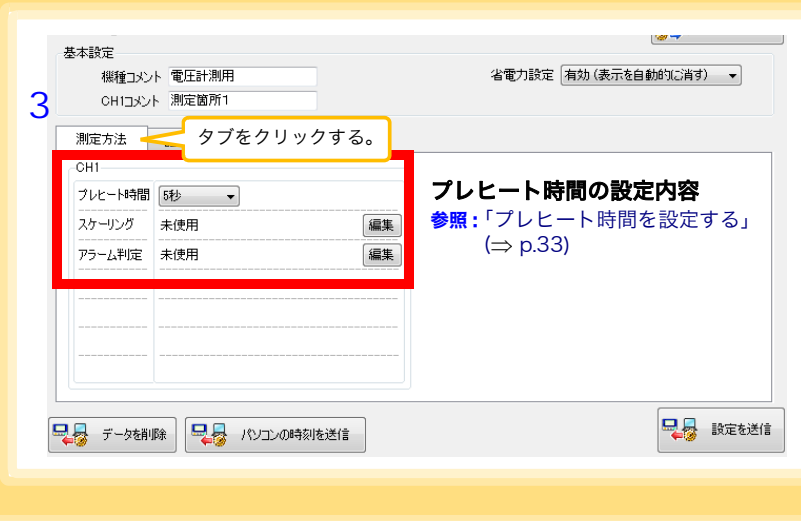 基本設定
機種コメント 電圧計測用
省電力設定 有効(表示を自動的に消す)
CH1コメント 測定箇所1
3
測定方法
タブをクリックする。
CH1
プレヒート時間 5秒
スケーリング 未使用 編集
アラーム判定 未使用 編集
プレヒート時間の設定内容
参照:「プレヒート時間を設定する」
(⇒ p.33)
データを削除 パソコンの時刻を送信 設定を送信